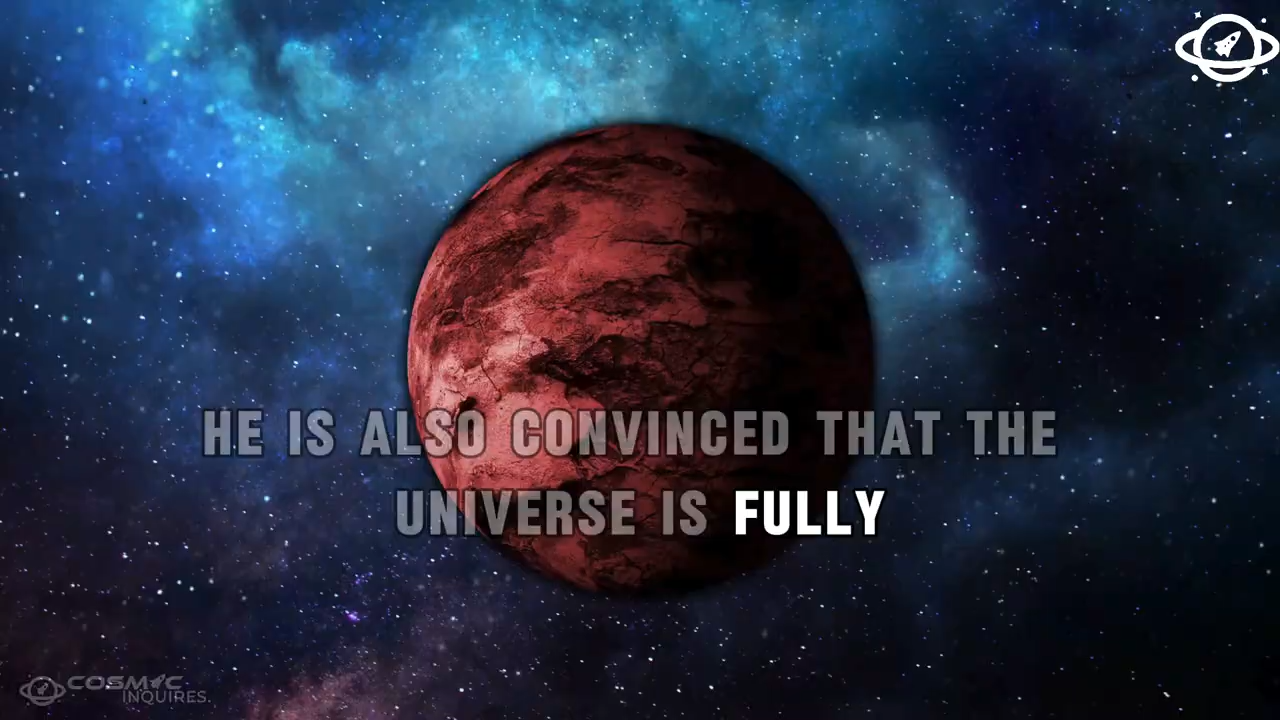 HE IS ALSO CONVINCED THAT THE
UNIVERSE IS FULLY
COSMIC
INQUIRES.